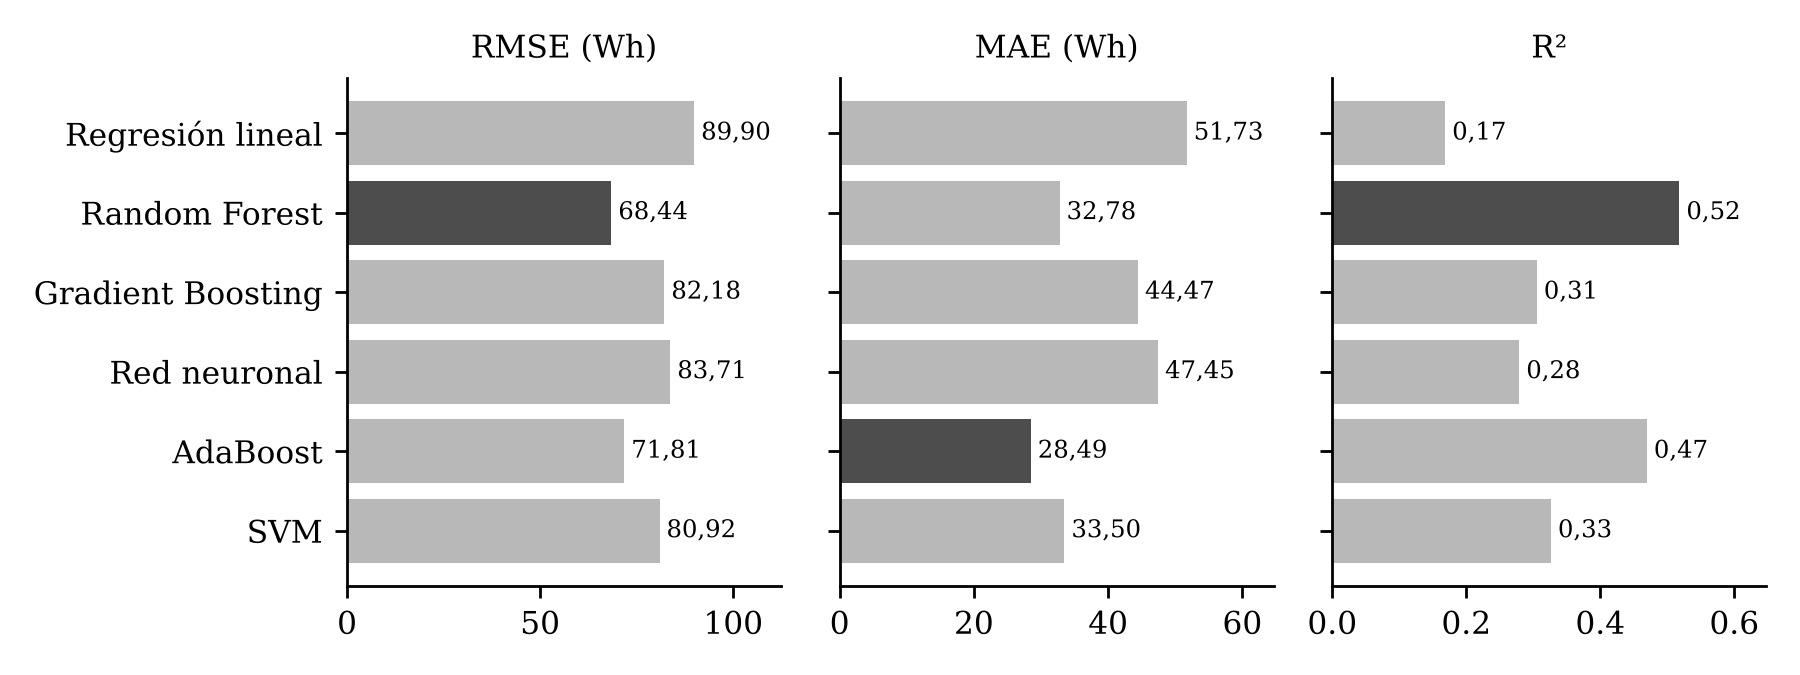 RMSE (Wh) MAE (Wh) R²
Regresión lineal 89,90 51,73 0,17
Random Forest 68,44 32,78 0,52
Gradient Boosting 82,18 44,47 0,31
Red neuronal 83,71 47,45 0,28
AdaBoost 71,81 28,49 0,47
SVM 80,92 33,50 0,33
0 50 100 0 20 40 60 0.0 0.2 0.4 0.6